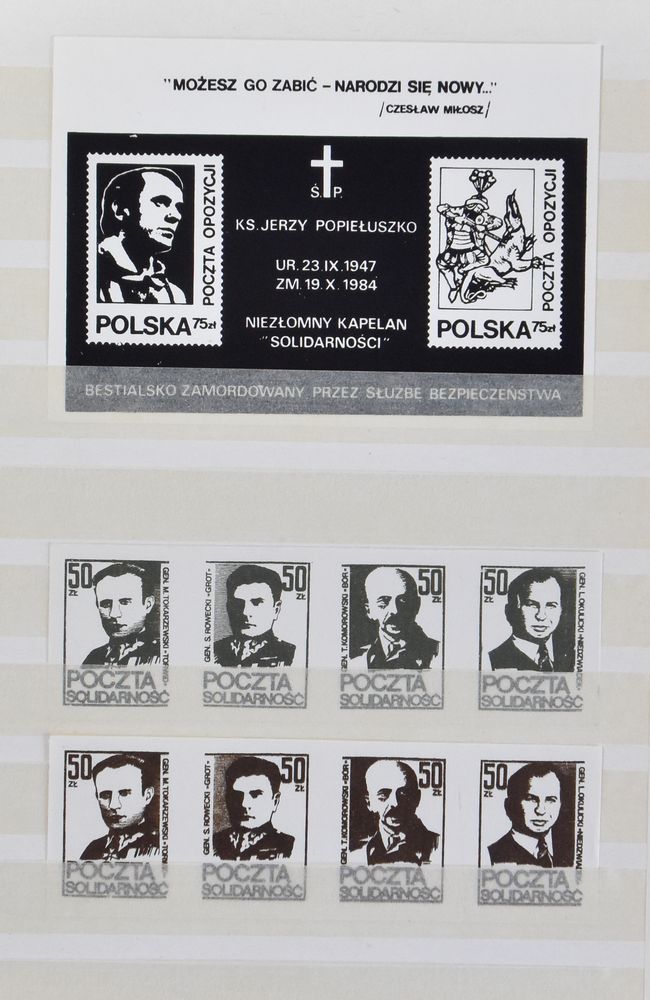 "MOŻESZ GO ZABIĆ – NARODZI SIĘ NOWY..."
/CZESŁAW MIŁOSZ/
POCZTA OPOZYCJI
POLSKA 75zł
Ś. P.
KS. JERZY POPIEŁUSZKO
UR. 23.IX.1947
ZM. 19.X.1984
NIEZŁOMNY KAPELAN
"SOLIDARNOŚCI"
POCZTA OPOZYCJI
POLSKA 75zł
BESTIALSKO ZAMORDOWANY PRZEZ SŁUŻBĘ BEZPIECZEŃSTWA
50 ZŁ
GEN. M. TOKARZEWSKI
POCZTA
SOLIDARNOŚĆ
GEN. S. ROWECKI «GROT»
50 ZŁ
POCZTA
SOLIDARNOŚĆ
GEN. T. KOMOROWSKI «BÓR»
50 ZŁ
POCZTA
SOLIDARNOŚĆ
50 ZŁ
GEN. L. OKULICKI «NIEDŹWIADEK»
POCZTA
SOLIDARNOŚĆ
50 ZŁ
GEN. M. TOKARZEWSKI
POCZTA
SOLIDARNOŚĆ
GEN. S. ROWECKI «GROT»
50 ZŁ
POCZTA
SOLIDARNOŚĆ
GEN. T. KOMOROWSKI «BÓR»
50 ZŁ
POCZTA
SOLIDARNOŚĆ
50 ZŁ
GEN. L. OKULICKI
POCZTA
SOLIDARNOŚĆ